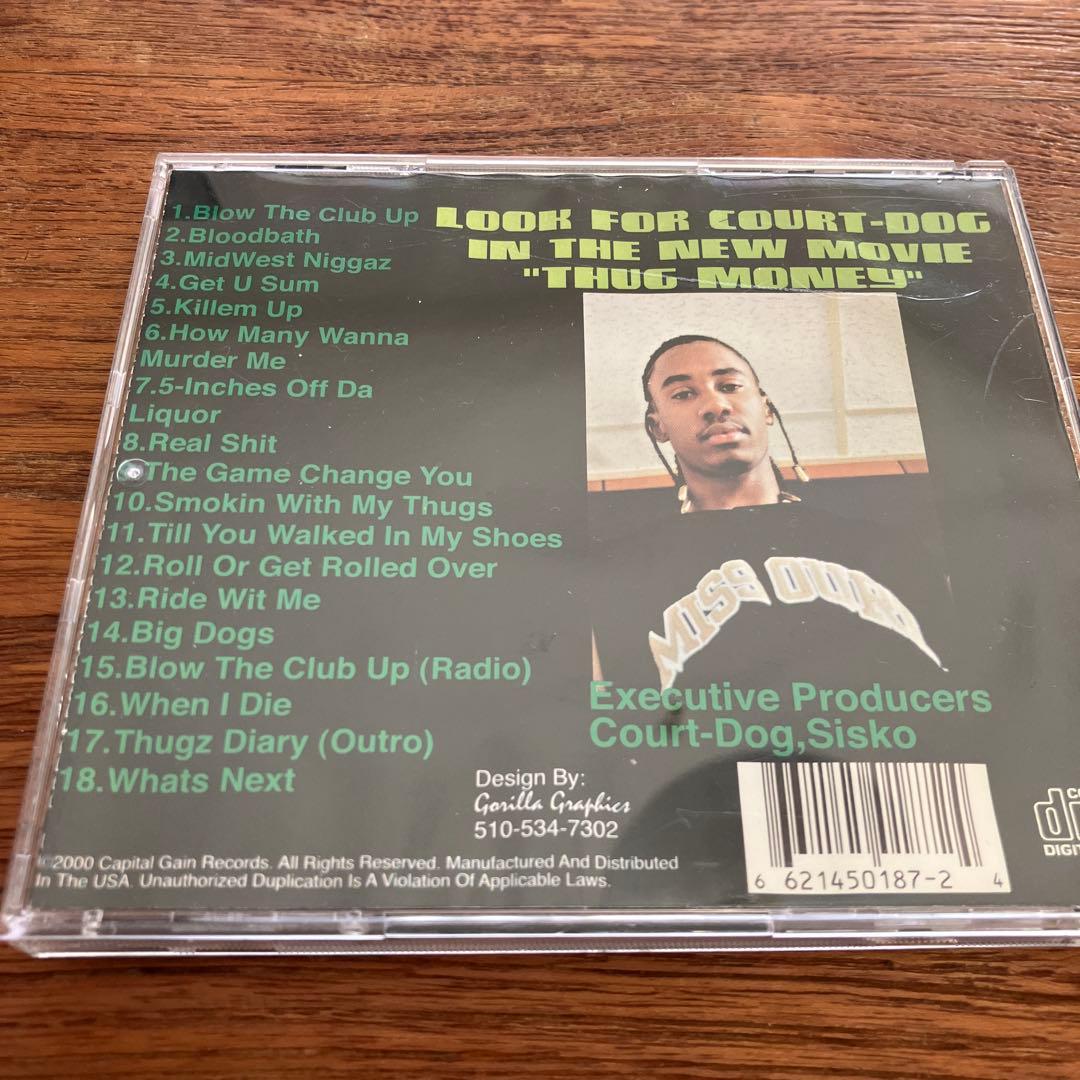 1.Blow The Club Up
2.Bloodbath
3.MidWest Niggaz
4.Get U Sum
5.Killem Up
6.How Many Wanna
Murder Me
7.5-Inches Off Da
Liquor
8.Real Shit
The Game Change You
10.Smokin With My Thugs
11.Till You Walked In My Shoes
12.Roll Or Get Rolled Over
13.Ride Wit Me
14.Big Dogs
15.Blow The Club Up (Radio)
16.When I Die
17.Thugz Diary (Outro)
18.Whats Next
LOOK FOR COURT-DOG
IN THE NEW MOVIE
"THUG MONEY"
MISSOUR
Executive Producers
Court-Dog,Sisko
Design By:
Gorilla Graphics
510-534-7302
©2000 Capital Gain Records. All Rights Reserved. Manufactured And Distributed
In The USA. Unauthorized Duplication Is A Violation Of Applicable Laws.
6 621450187-2 4